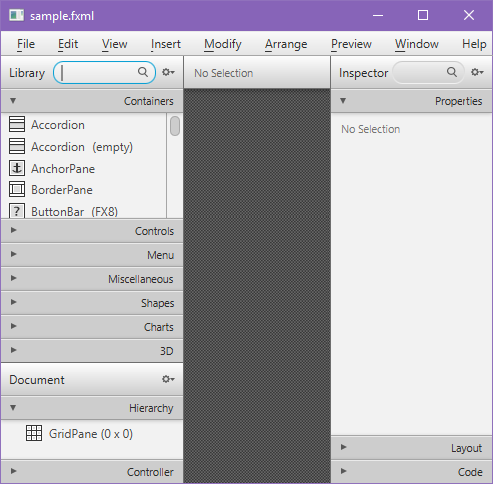 sample.fxml
File Edit View Insert Modify Arrange Preview Window Help
Library
Containers
Accordion
Accordion (empty)
AnchorPane
BorderPane
ButtonBar (FX8)
Controls
Menu
Miscellaneous
Shapes
Charts
3D
Document
Hierarchy
GridPane (0 x 0)
Controller
No Selection
Inspector
Properties
No Selection
Layout
Code